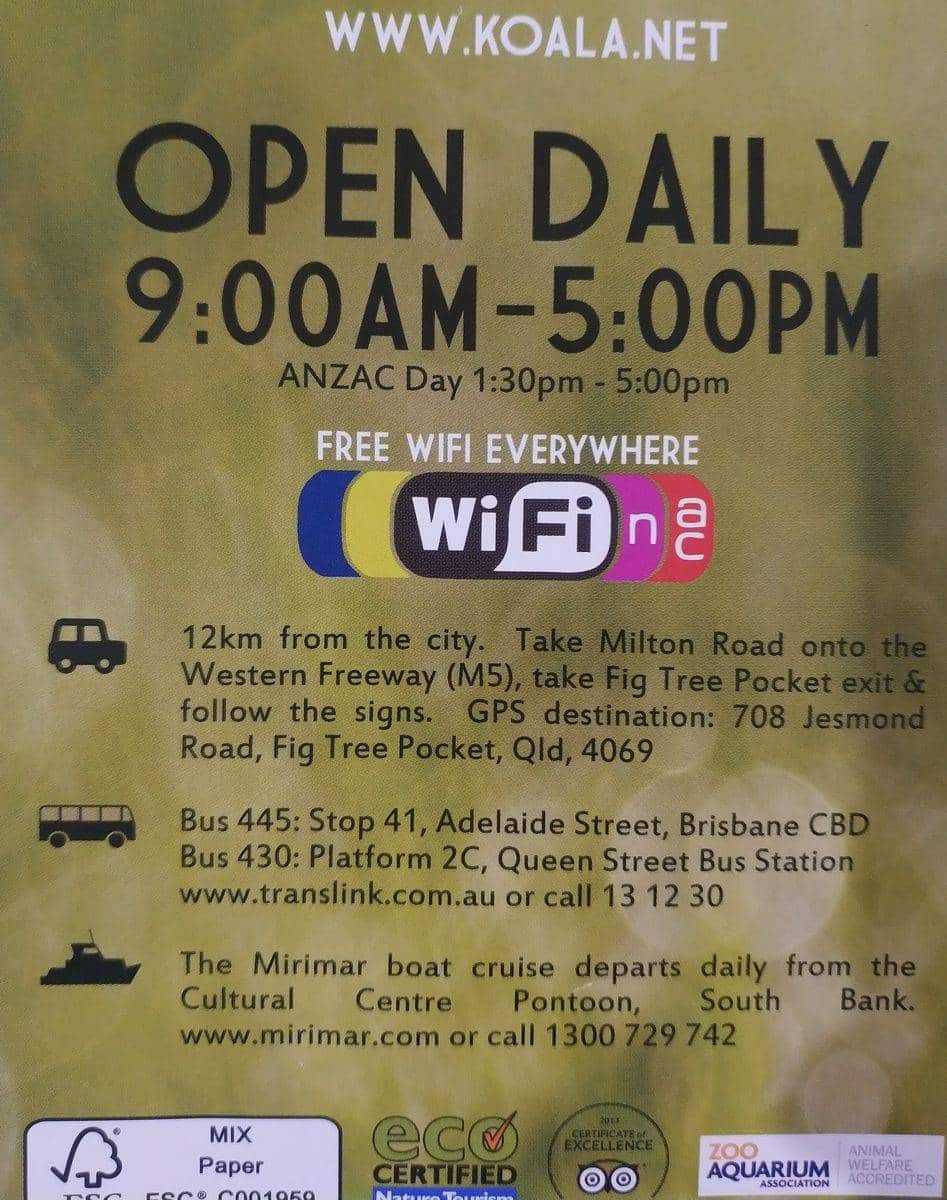 WWW.KOALA.NET
OPEN DAILY
9:00AM-5:00PM
ANZAC Day 1:30pm - 5:00pm
FREE WIFI EVERYWHERE
WiFi n ac
12km from the city. Take Milton Road onto the
Western Freeway (M5), take Fig Tree Pocket exit &
follow the signs. GPS destination: 708 Jesmond
Road, Fig Tree Pocket, Qld, 4069
Bus 445: Stop 41, Adelaide Street, Brisbane CBD
Bus 430: Platform 2C, Queen Street Bus Station
www.translink.com.au or call 13 12 30
The Mirimar boat cruise departs daily from the
Cultural Centre Pontoon, South Bank.
www.mirimar.com or call 1300 729 742
MIX
Paper
FSC FSC® C001959
eco
CERTIFIED
Nature Tourism
2013
CERTIFICATE of
EXCELLENCE
ZOO
AQUARIUM
ASSOCIATION
ANIMAL
WELFARE
ACCREDITED